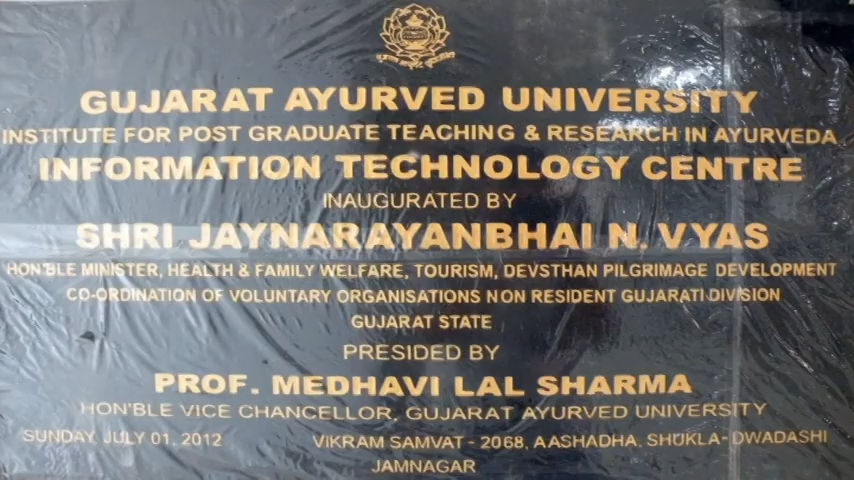 GUJARAT AYURVED UNIVERSITY
INSTITUTE FOR POST GRADUATE TEACHING & RESEARCH IN AYURVEDA
INFORMATION TECHNOLOGY CENTRE
INAUGURATED BY
SHRI JAYNARAYANBHAI N. VYAS
HON'BLE MINISTER, HEALTH & FAMILY WELFARE, TOURISM, DEVSTHAN PILGRIMAGE DEVELOPMENT
CO-ORDINATION OF VOLUNTARY ORGANISATIONS NON RESIDENT GUJARATI DIVISION
GUJARAT STATE
PRESIDED BY
PROF. MEDHAVI LAL SHARMA
HON'BLE VICE CHANCELLOR, GUJARAT AYURVED UNIVERSITY
SUNDAY, JULY 01, 2012 VIKRAM SAMVAT - 2068, AASHADHA, SHUKLA- DWADASHI
JAMNAGAR